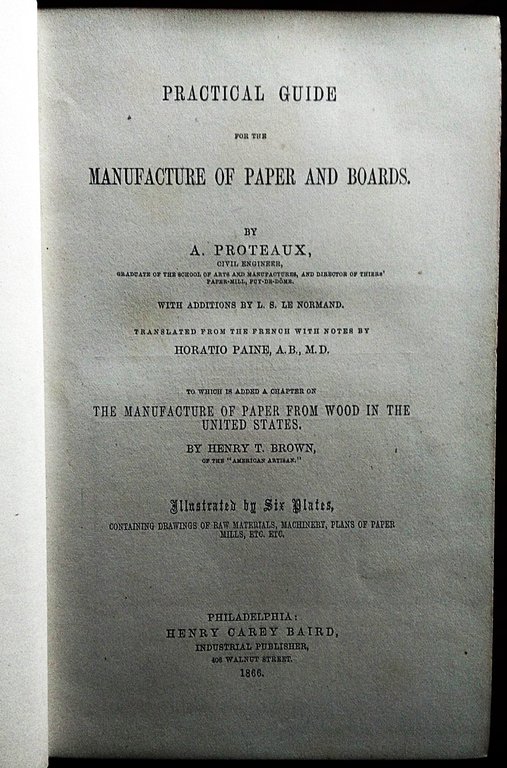 PRACTICAL GUIDE
FOR THE
MANUFACTURE OF PAPER AND BOARDS.
BY
A. PROTEAUX,
CIVIL ENGINEER,
GRADUATE OF THE SCHOOL OF ARTS AND MANUFACTURES, AND DIRECTOR OF THIERS'
PAPER-MILL, PUY-DE-DÔME.
WITH ADDITIONS BY L. S. LE NORMAND.
TRANSLATED FROM THE FRENCH WITH NOTES BY
HORATIO PAINE, A.B., M.D.
TO WHICH IS ADDED A CHAPTER ON
THE MANUFACTURE OF PAPER FROM WOOD IN THE
UNITED STATES.
BY HENRY T. BROWN,
OF THE "AMERICAN ARTISAN."
Illustrated by Six Plates,
CONTAINING DRAWINGS OF RAW MATERIALS, MACHINERY, PLANS OF PAPER
MILLS, ETC. ETC.
PHILADELPHIA:
HENRY CAREY BAIRD,
INDUSTRIAL PUBLISHER,
406 WALNUT STREET.
1866.